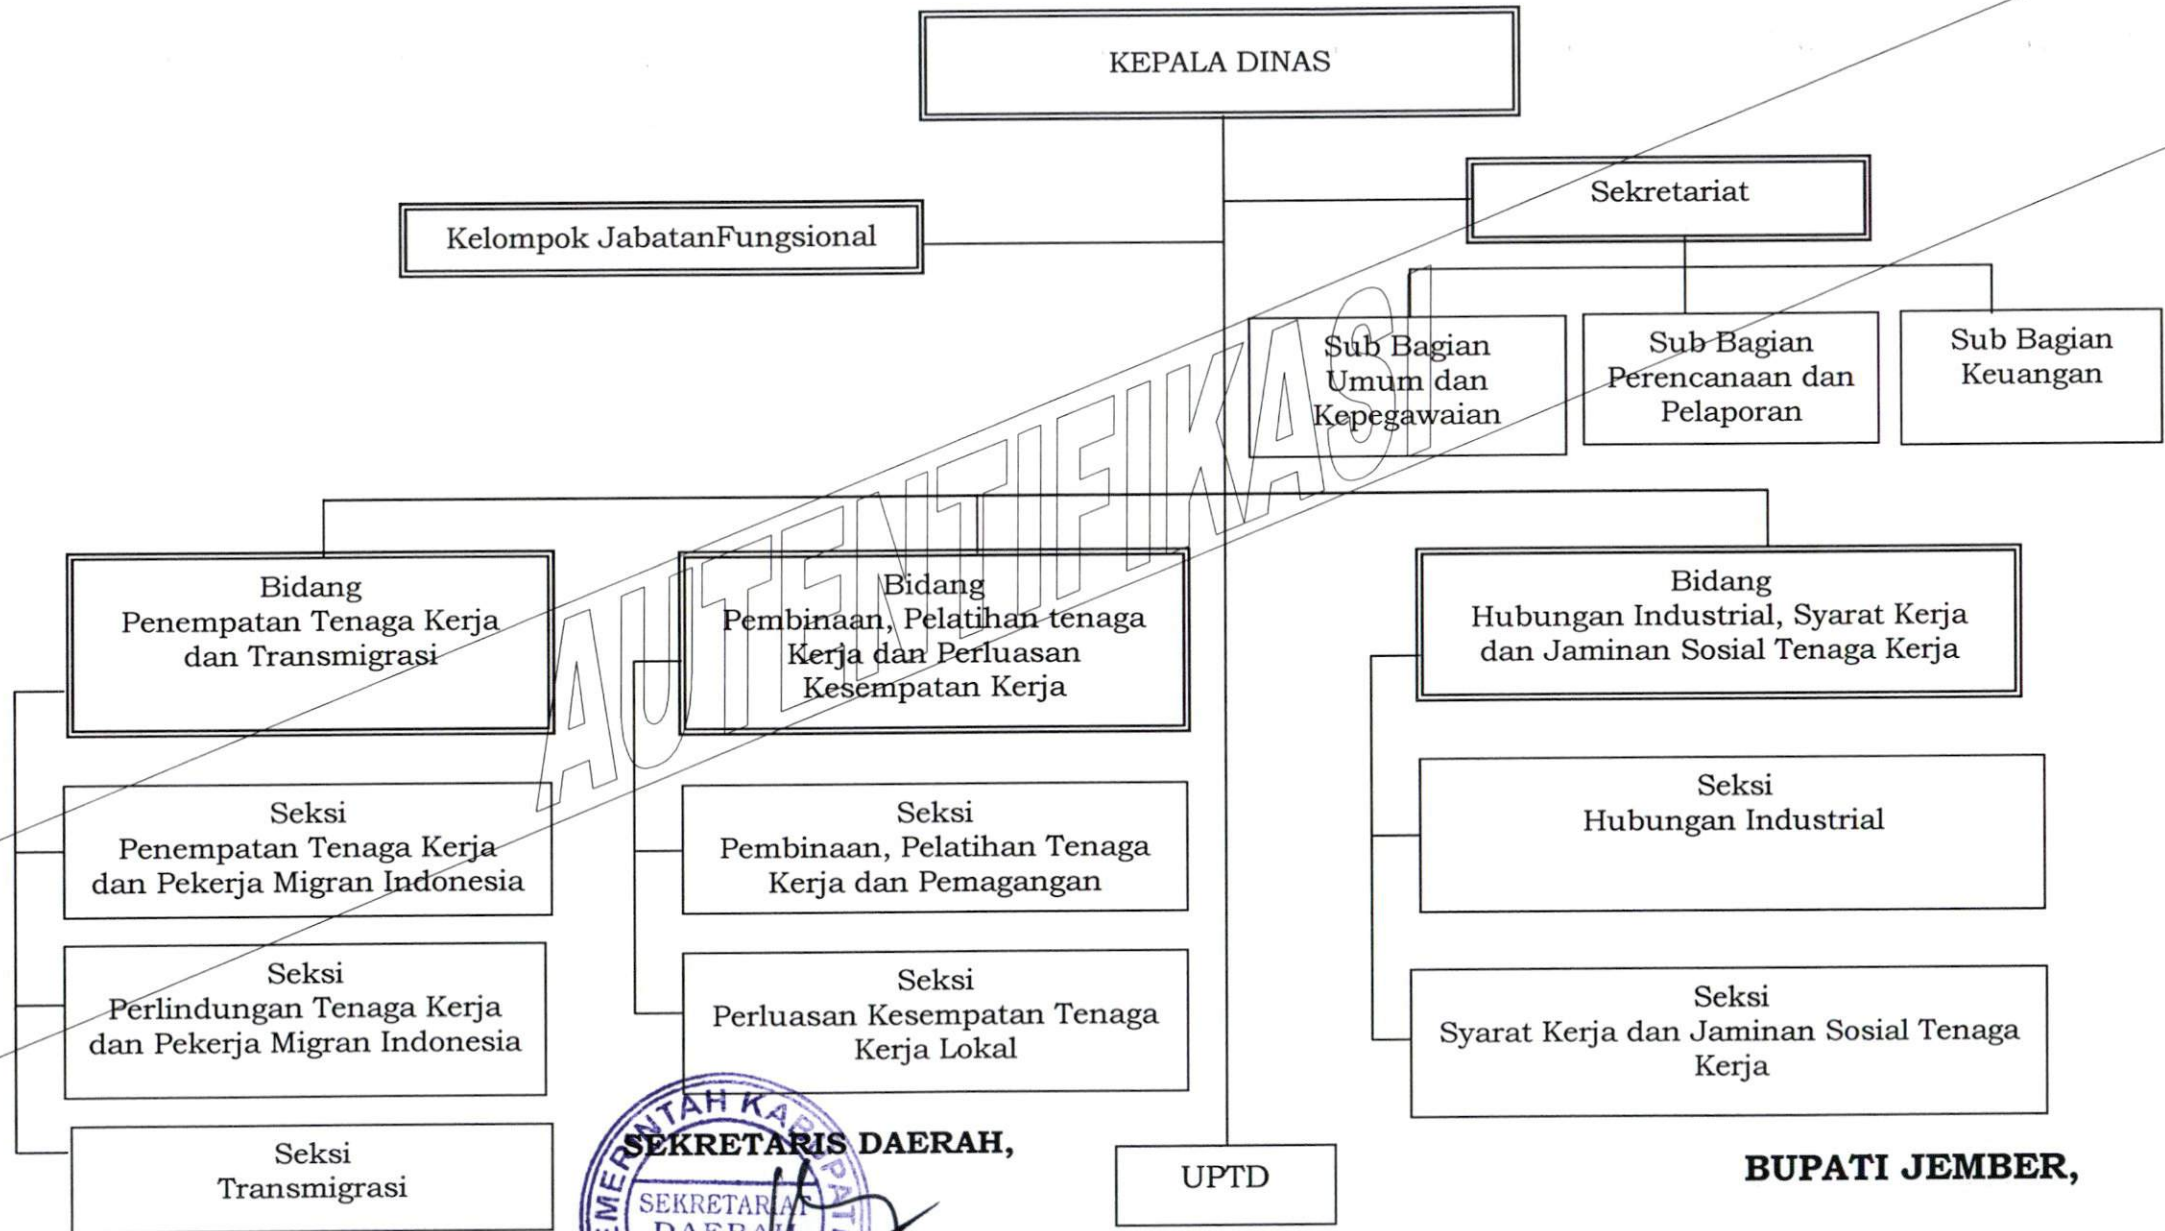 KEPALA DINAS
Sekretariat
Kelompok JabatanFungsional
Sub Bagian
Umum dan
Kepegawaian
Sub Bagian
Perencanaan dan
Pelaporan
Sub Bagian
Keuangan
AUTENTIFIKASI
Bidang
Penempatan Tenaga Kerja
dan Transmigrasi
Bidang
Pembinaan, Pelatihan tenaga
Kerja dan Perluasan
Kesempatan Kerja
Bidang
Hubungan Industrial, Syarat Kerja
dan Jaminan Sosial Tenaga Kerja
Seksi
Penempatan Tenaga Kerja
dan Pekerja Migran Indonesia
Seksi
Pembinaan, Pelatihan Tenaga
Kerja dan Pemagangan
Seksi
Hubungan Industrial
Seksi
Perlindungan Tenaga Kerja
dan Pekerja Migran Indonesia
Seksi
Perluasan Kesempatan Tenaga
Kerja Lokal
Seksi
Syarat Kerja dan Jaminan Sosial Tenaga
Kerja
Seksi
Transmigrasi
SEKRETARIS DAERAH,
SEKRETARIAT
DAERAH
UPTD
BUPATI JEMBER,